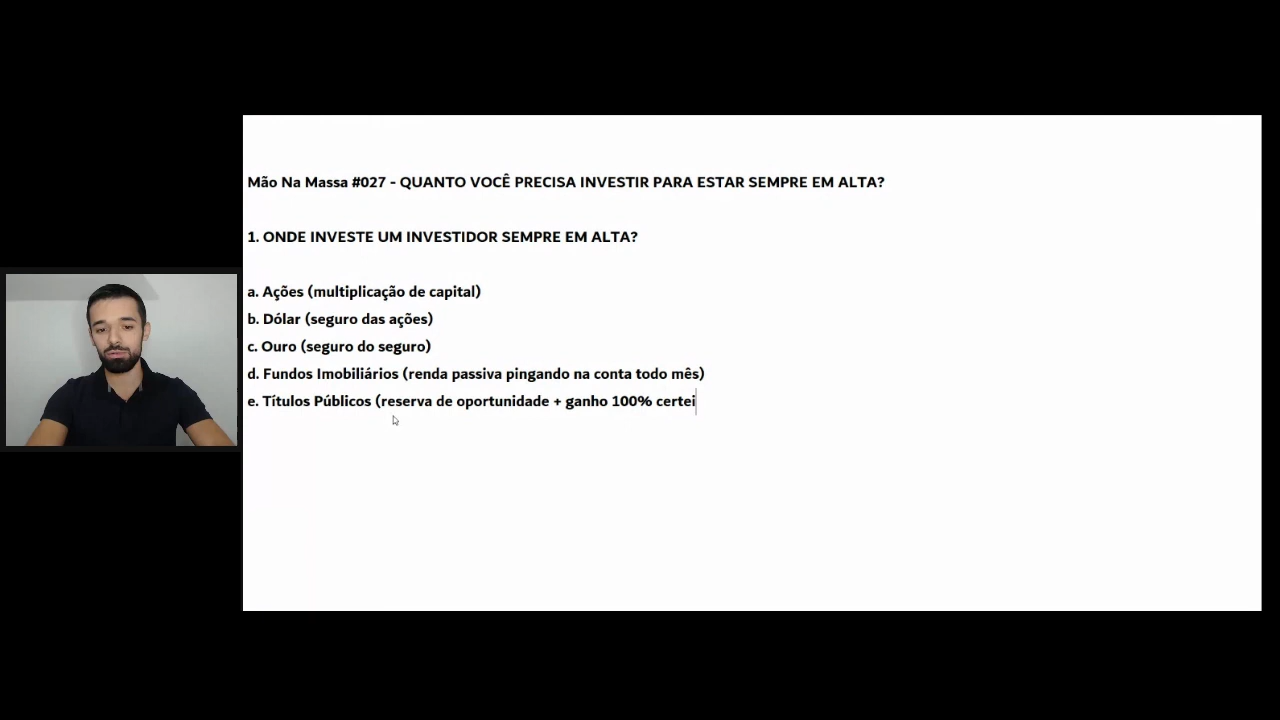 Mão Na Massa #027 - QUANTO VOCÊ PRECISA INVESTIR PARA ESTAR SEMPRE EM ALTA?
1. ONDE INVESTE UM INVESTIDOR SEMPRE EM ALTA?
a. Ações (multiplicação de capital)
b. Dólar (seguro das ações)
c. Ouro (seguro do seguro)
d. Fundos Imobiliários (renda passiva pingando na conta todo mês)
e. Títulos Públicos (reserva de oportunidade + ganho 100% certei